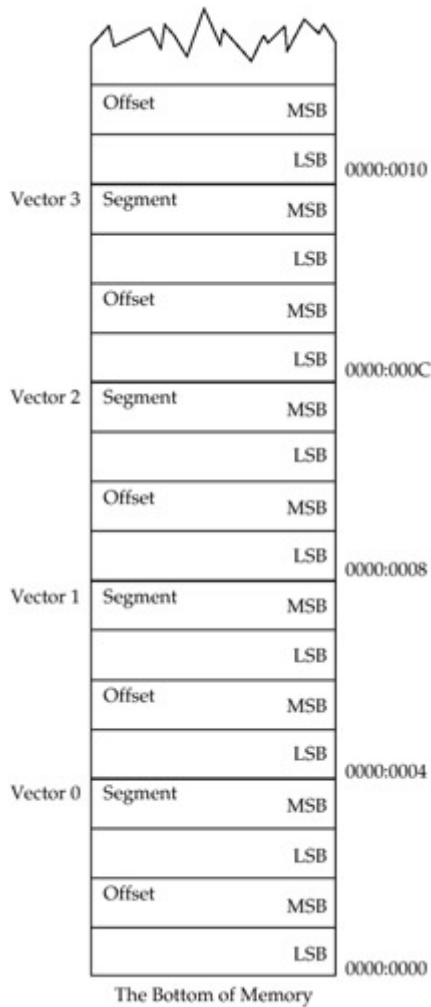 Offset MSB
LSB 0000:0010
Vector 3 Segment MSB
LSB
Offset MSB
LSB 0000:000C
Vector 2 Segment MSB
LSB
Offset MSB
LSB 0000:0008
Vector 1 Segment MSB
LSB
Offset MSB
LSB 0000:0004
Vector 0 Segment MSB
LSB
Offset MSB
LSB 0000:0000
The Bottom of Memory